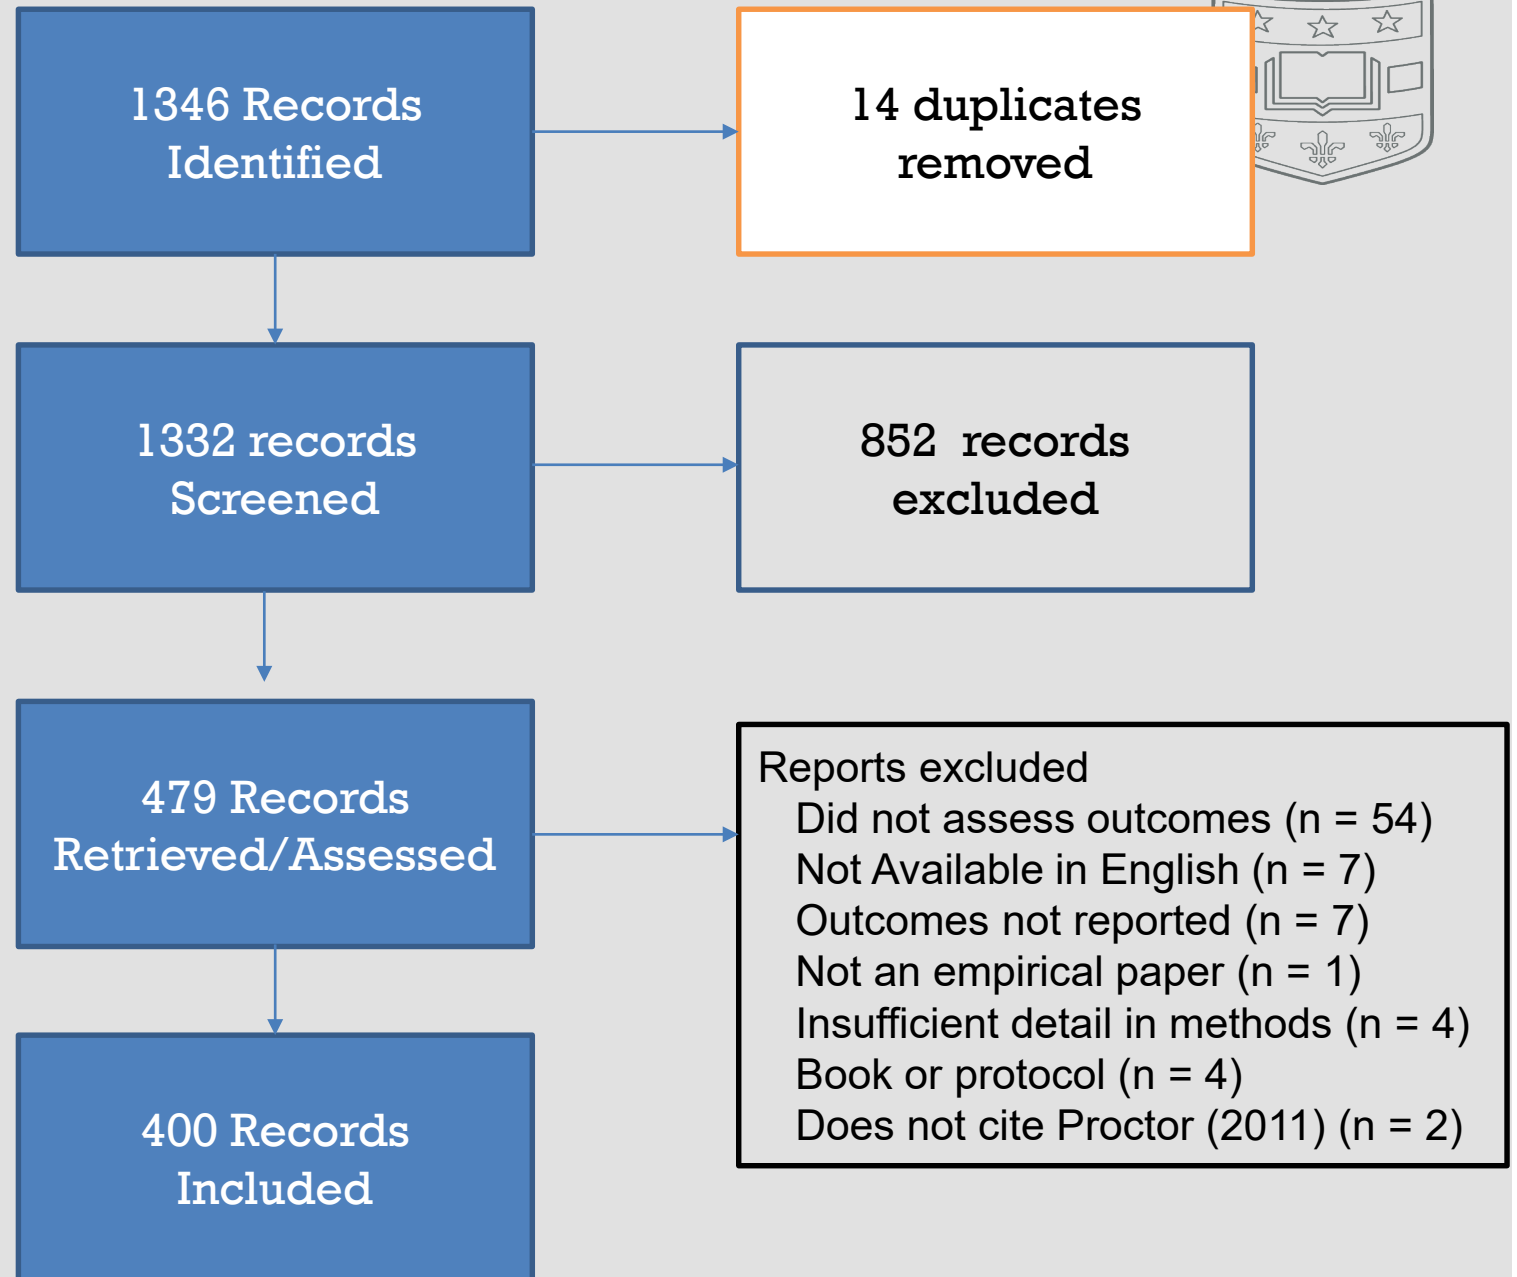 1346 Records
Identified
14 duplicates
removed
1332 records
Screened
852 records
excluded
479 Records
Retrieved/Assessed
Reports excluded
Did not assess outcomes (n = 54)
Not Available in English (n = 7)
Outcomes not reported (n = 7)
Not an empirical paper (n = 1)
Insufficient detail in methods (n = 4)
Book or protocol (n = 4)
Does not cite Proctor (2011) (n = 2)
400 Records
Included